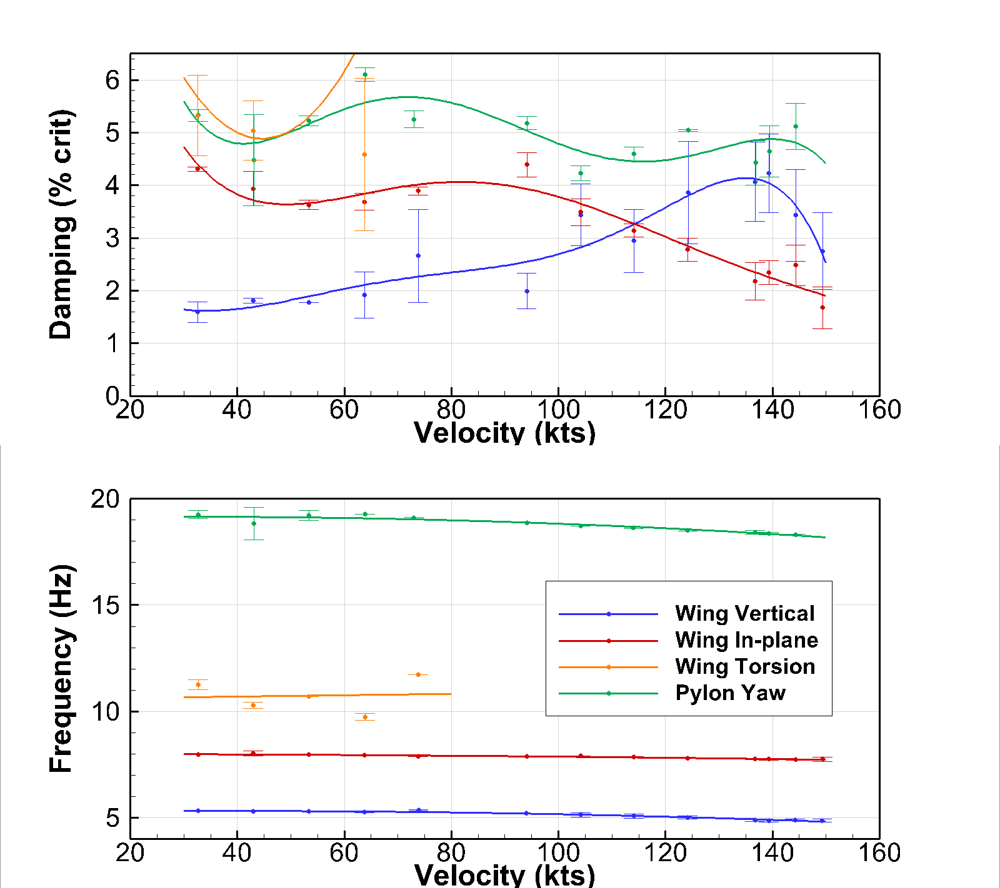 6
5
4
3
2
1
0
Damping (% crit)
20 40 60 80 100 120 140 160
Velocity (kts)
20
15
10
5
Frequency (Hz)
Wing Vertical
Wing In-plane
Wing Torsion
Pylon Yaw
20 40 60 80 100 120 140 160
Velocity (kts)